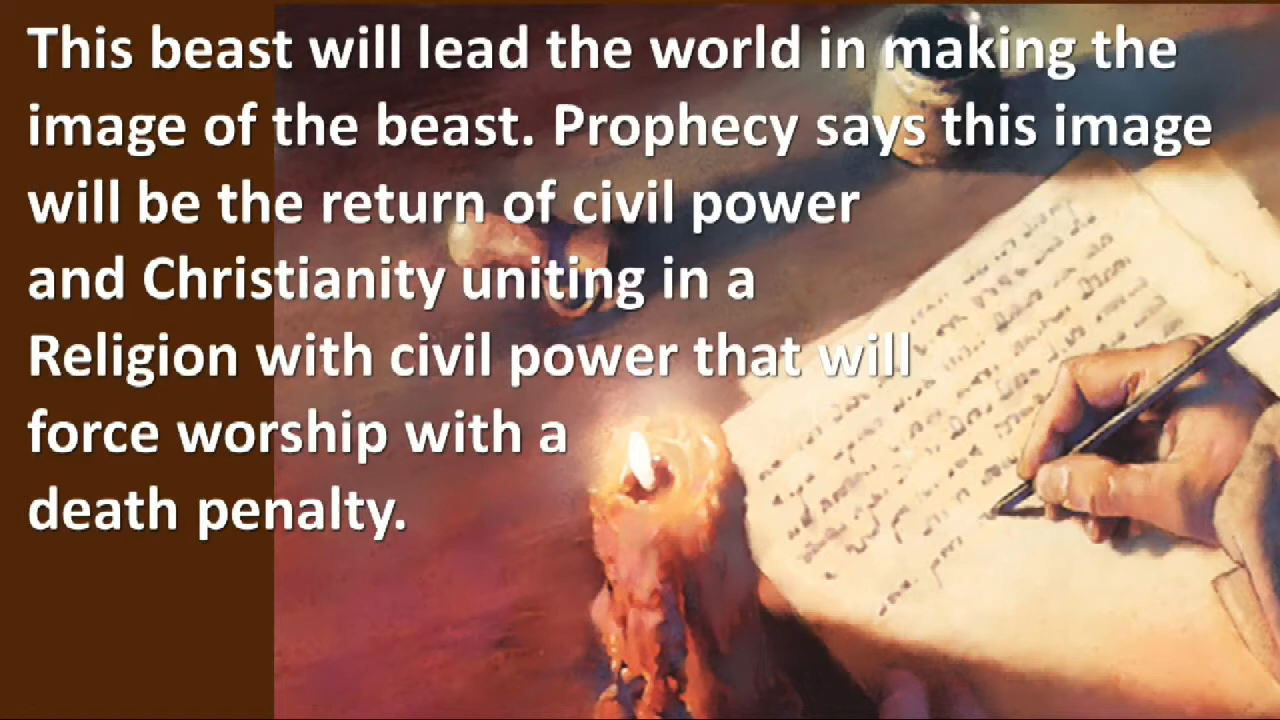 This beast will lead the world in making the
image of the beast. Prophecy says this image
will be the return of civil power
and Christianity uniting in a
Religion with civil power that will
force worship with a
death penalty.